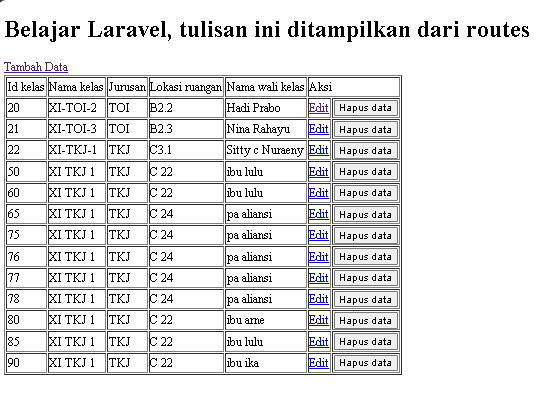 Belajar Laravel, tulisan ini ditampilkan dari routes
Tambah Data
Id kelas Nama kelas Jurusan Lokasi ruangan Nama wali kelas Aksi
20 XI-TOI-2 TOI B2.2 Hadi Prabo Edit Hapus data
21 XI-TOI-3 TOI B2.3 Nina Rahayu Edit Hapus data
22 XI-TKJ-1 TKJ C3.1 Sitty c Nuraeny Edit Hapus data
50 XI TKJ 1 TKJ C 22 ibu lulu Edit Hapus data
60 XI TKJ 1 TKJ C 22 ibu lulu Edit Hapus data
65 XI TKJ 1 TKJ C 24 pa aliansi Edit Hapus data
75 XI TKJ 1 TKJ C 24 pa aliansi Edit Hapus data
76 XI TKJ 1 TKJ C 24 pa aliansi Edit Hapus data
77 XI TKJ 1 TKJ C 24 pa aliansi Edit Hapus data
78 XI TKJ 1 TKJ C 24 pa aliansi Edit Hapus data
80 XI TKJ 1 TKJ C 22 ibu arne Edit Hapus data
85 XI TKJ 1 TKJ C 22 ibu lulu Edit Hapus data
90 XI TKJ 1 TKJ C 22 ibu ika Edit Hapus data